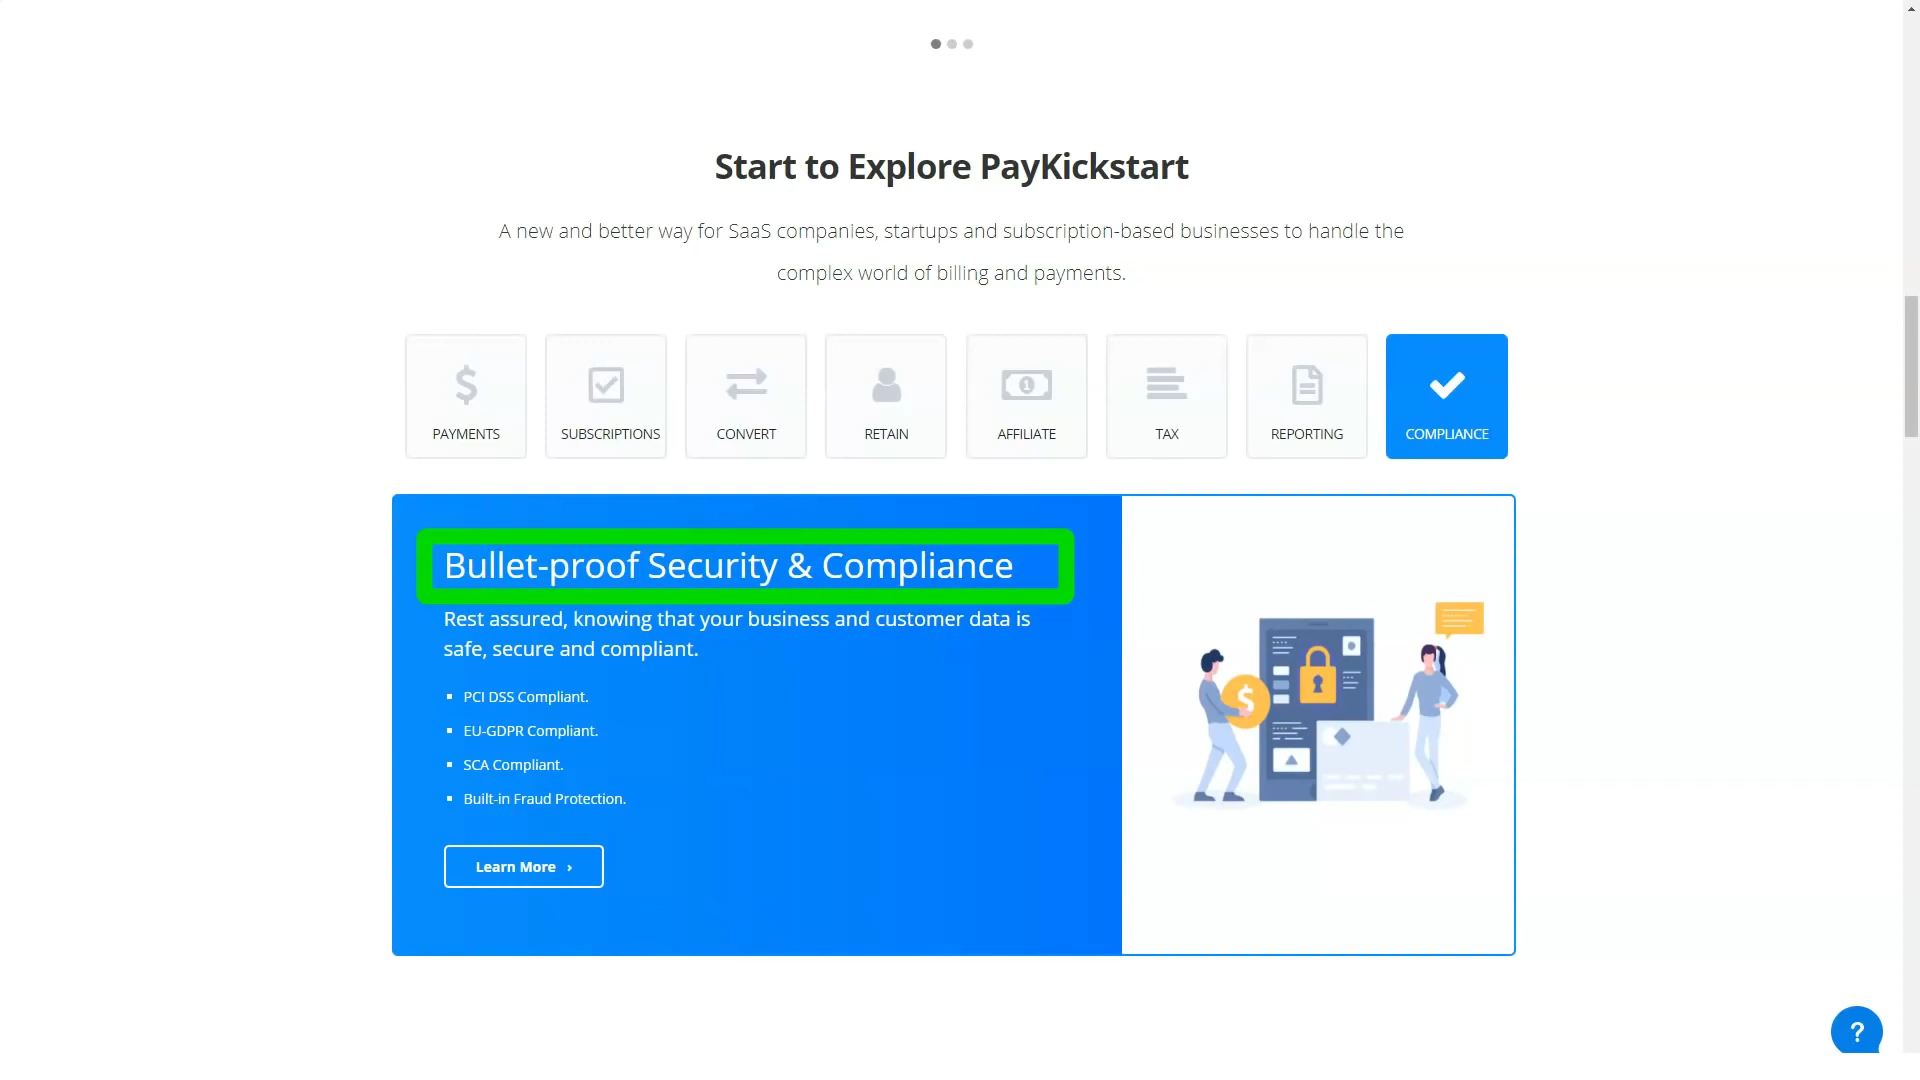 Start to Explore PayKickstart
A new and better way for SaaS companies, startups and subscription-based businesses to handle the
complex world of billing and payments.
PAYMENTS
SUBSCRIPTIONS
CONVERT
RETAIN
AFFILIATE
TAX
REPORTING
COMPLIANCE
Bullet-proof Security & Compliance
Rest assured, knowing that your business and customer data is
safe, secure and compliant.
PCI DSS Compliant.
EU-GDPR Compliant.
SCA Compliant.
Built-in Fraud Protection.
Learn More ›
?